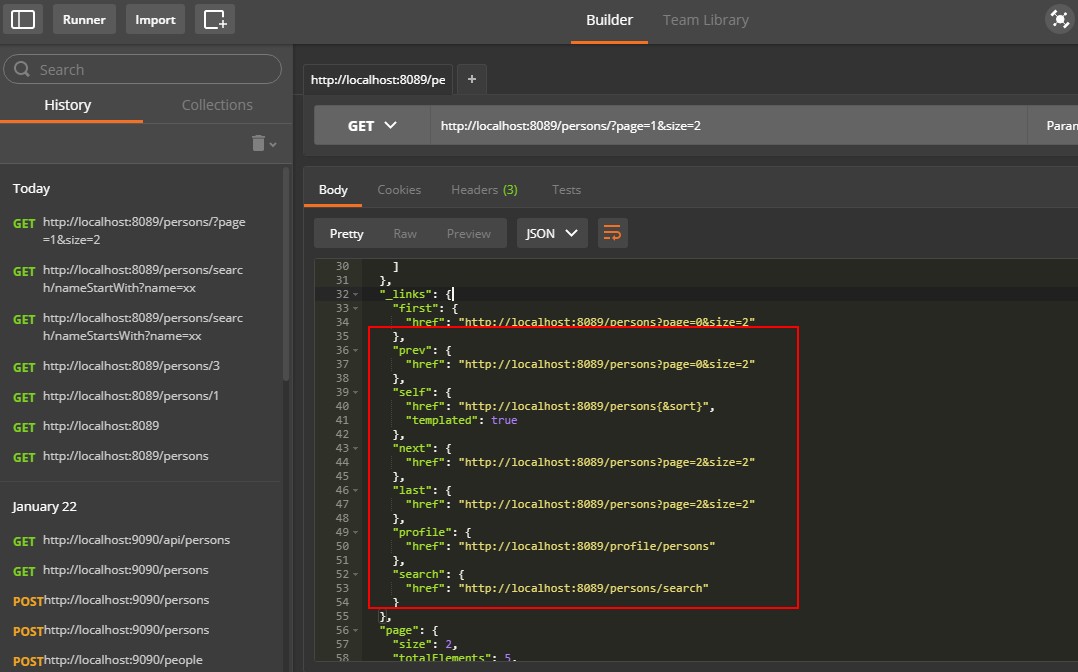 Runner
Import
Builder
Team Library
Search
History
Collections
Today
GET http://localhost:8089/persons/?page
=1&size=2
GET http://localhost:8089/persons/searc
h/nameStartWith?name=xx
GET http://localhost:8089/persons/searc
h/nameStartsWith?name=xx
GET http://localhost:8089/persons/3
GET http://localhost:8089/persons/1
GET http://localhost:8089
GET http://localhost:8089/persons
January 22
GET http://localhost:9090/api/persons
GET http://localhost:9090/persons
POST http://localhost:9090/persons
POST http://localhost:9090/persons
POST http://localhost:9090/people
http://localhost:8089/pe
+
GET
http://localhost:8089/persons/?page=1&size=2
Param
Body
Cookies
Headers (3)
Tests
Pretty
Raw
Preview
JSON
30 ]
31 },
32 "_links": {
33 "first": {
34 "href": "http://localhost:8089/persons?page=0&size=2"
35 },
36 "prev": {
37 "href": "http://localhost:8089/persons?page=0&size=2"
38 },
39 "self": {
40 "href": "http://localhost:8089/persons{&sort}",
41 "templated": true
42 },
43 "next": {
44 "href": "http://localhost:8089/persons?page=2&size=2"
45 },
46 "last": {
47 "href": "http://localhost:8089/persons?page=2&size=2"
48 },
49 "profile": {
50 "href": "http://localhost:8089/profile/persons"
51 },
52 "search": {
53 "href": "http://localhost:8089/persons/search"
54 }
55 },
56 "page": {
57 "size": 2,
58 "totalElements": 5,